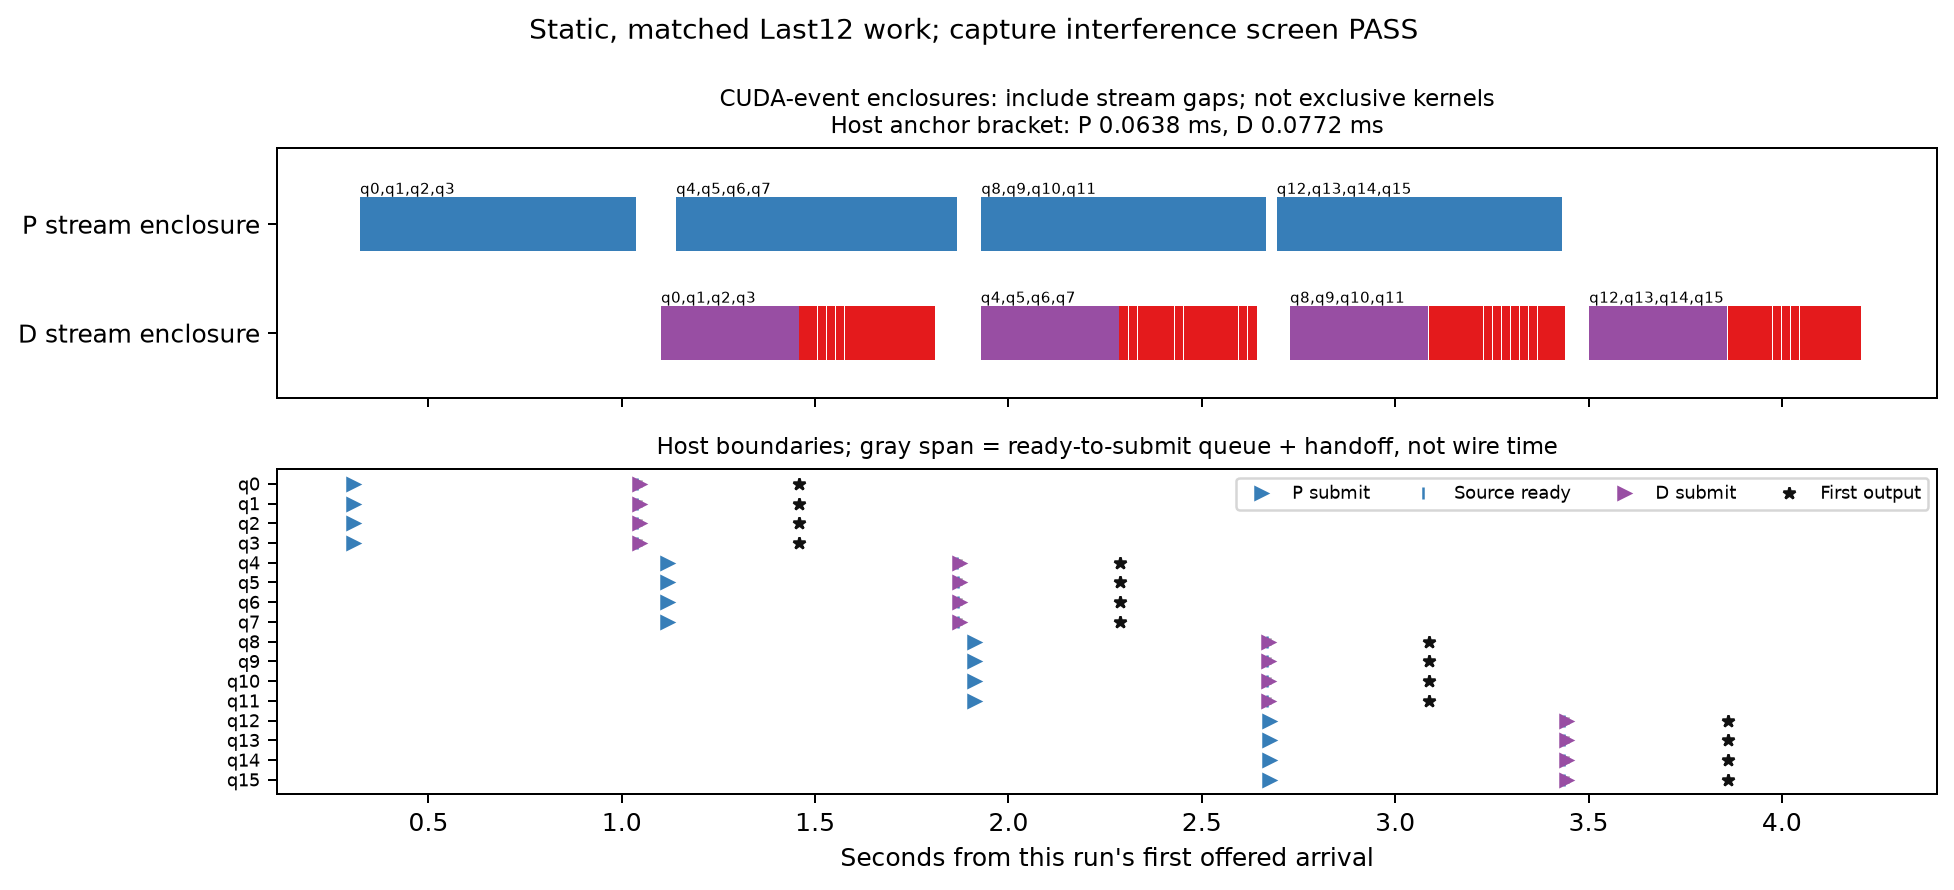 Static, matched Last12 work; capture interference screen PASS
CUDA-event enclosures: include stream gaps; not exclusive kernels
Host anchor bracket: P 0.0638 ms, D 0.0772 ms
q0,q1,q2,q3
q4,q5,q6,q7
q8,q9,q10,q11
q12,q13,q14,q15
P stream enclosure
q0,q1,q2,q3
q4,q5,q6,q7
q8,q9,q10,q11
q12,q13,q14,q15
D stream enclosure
Host boundaries; gray span = ready-to-submit queue + handoff, not wire time
P submit
Source ready
D submit
First output
q0
q1
q2
q3
q4
q5
q6
q7
q8
q9
q10
q11
q12
q13
q14
q15
0.5
1.0
1.5
2.0
2.5
3.0
3.5
4.0
Seconds from this run's first offered arrival